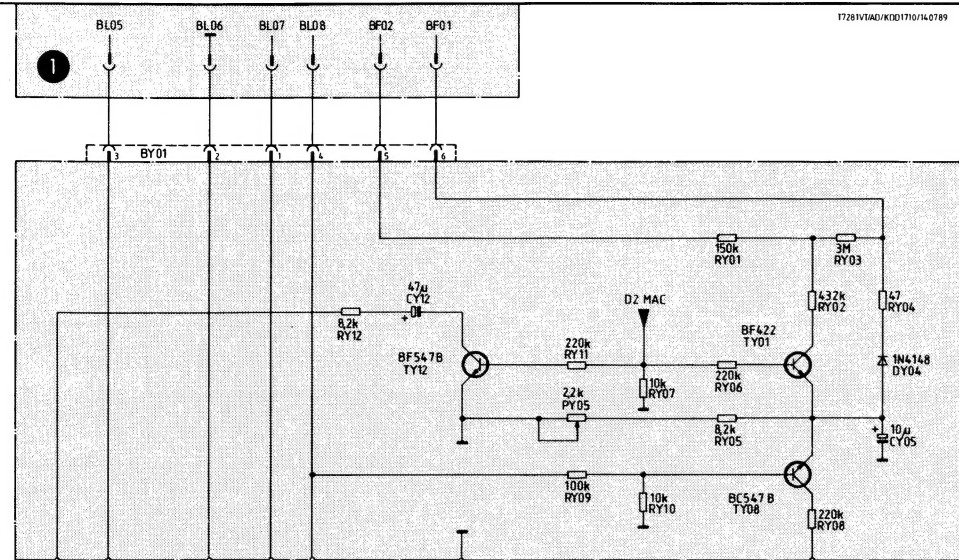 T7281VT/AD/KDD1710/140789
BL05 BL06 BL07 BL08 BF02 BF01
1
3 BY01 2 1 4 5 6
150k
RY01
3M
RY03
47µ
CY12
+
8,2k
RY12
D2 MAC
432k
RY02
47
RY04
BF547B
TY12
220k
RY11
BF422
TY01
220k
RY06
1N4148
DY04
10k
RY07
2,2k
PY05
8,2k
RY05
+
10µ
CY05
100k
RY09
10k
RY10
BC547B
TY08
220k
RY08